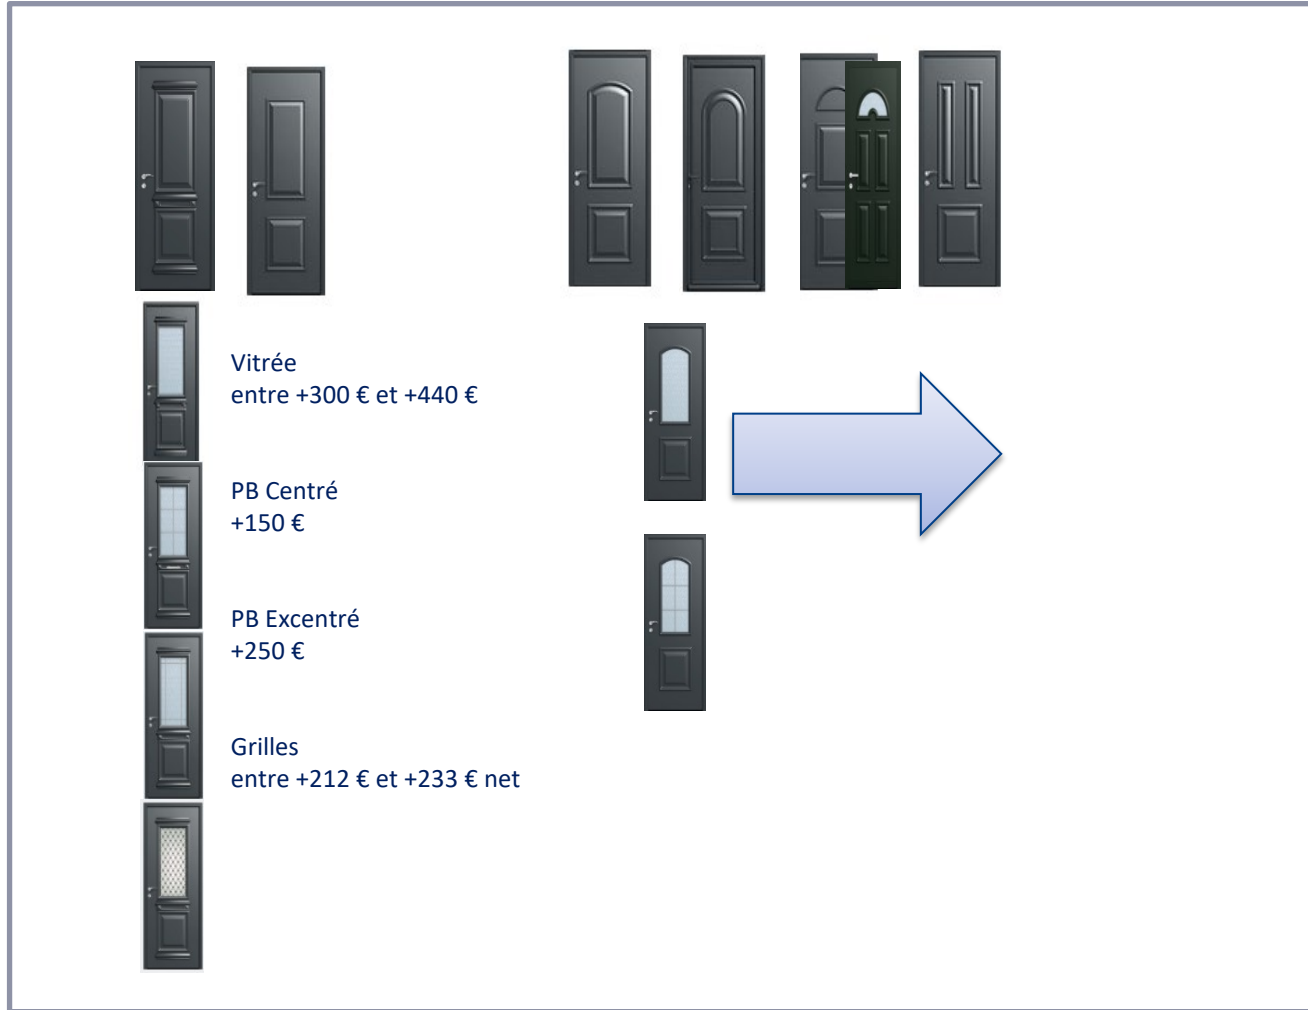 Vitrée
entre +300 € et +440 €
PB Centré
+150 €
PB Excentré
+250 €
Grilles
entre +212 € et +233 € net